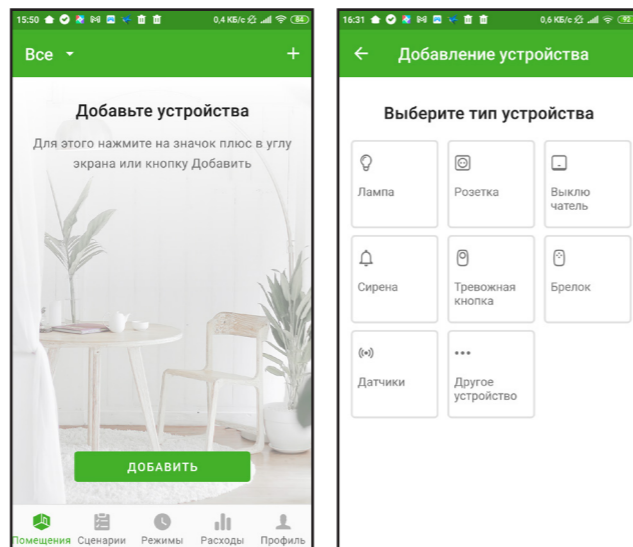 15:50 0,4 КБ/с 84
Все
+
Добавьте устройства
Для этого нажмите на значок плюс в углу
экрана или кнопку Добавить
ДОБАВИТЬ
Помещения Сценарии Режимы Расходы Профиль
16:31 0,6 КБ/с 92
Добавление устройства
Выберите тип устройства
Лампа
Розетка
Выклю
чатель
Сирена
Тревожная
кнопка
Брелок
Датчики
Другое
устройство